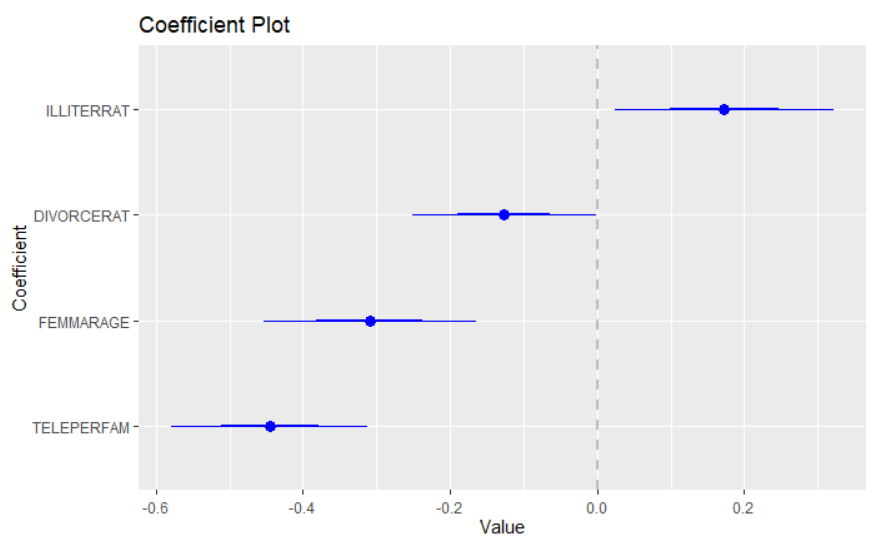 Coefficient Plot
Coefficient
ILLITERRAT
DIVORCERAT
FEMMARAGE
TELEPERFAM
-0.6 -0.4 -0.2 0.0 0.2
Value